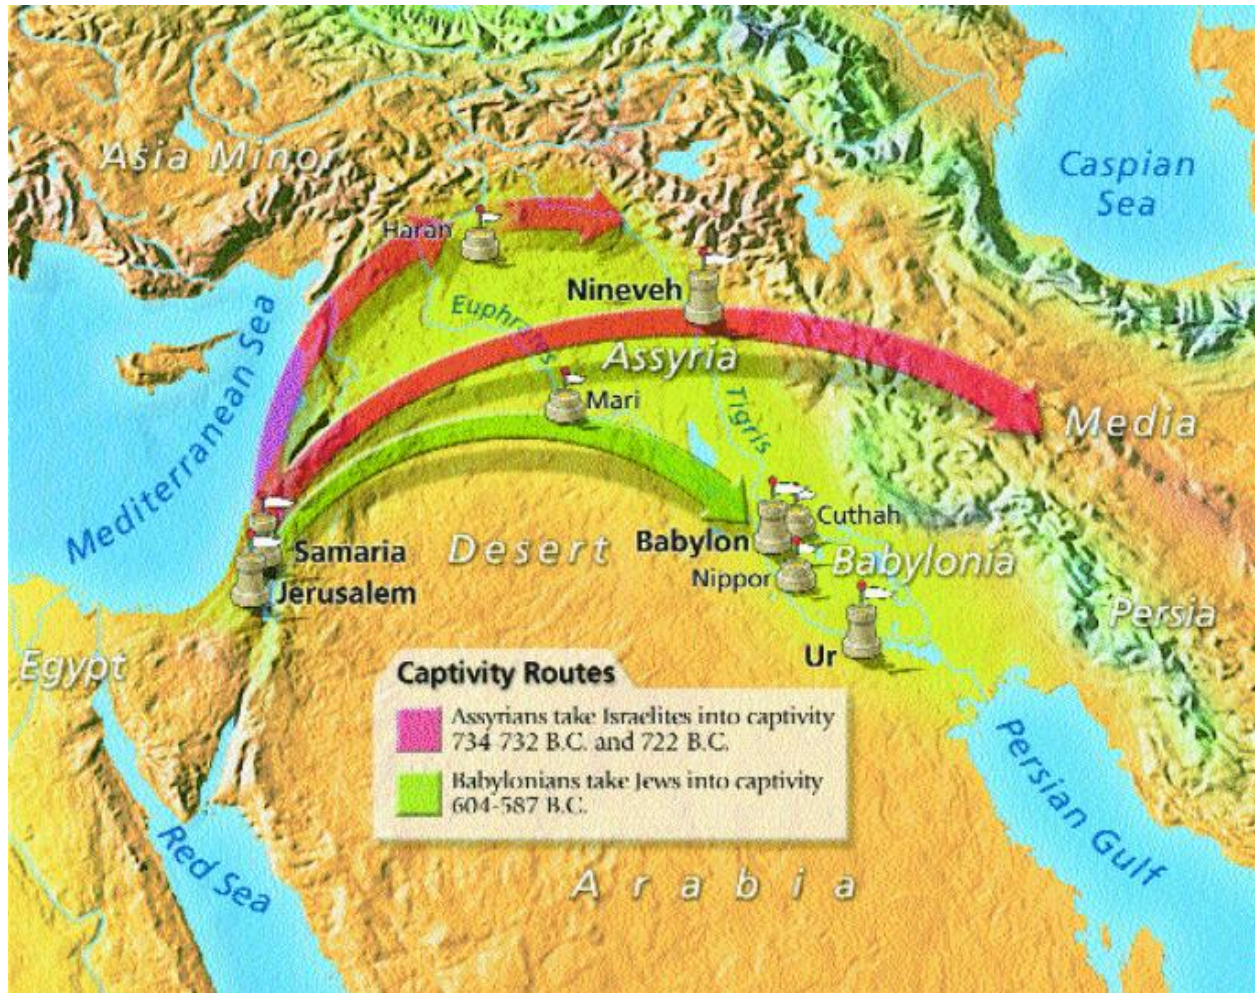 Asia Minor
Caspian
Sea
Haran
Nineveh
Euphrates
Assyria
Mediterranean Sea
Mari
Tigris
Media
Samaria
Jerusalem
Desert
Babylon
Cuthah
Babylonia
Nippor
Persia
Egypt
Ur
Captivity Routes
Assyrians take Israelites into captivity
734 732 B.C. and 722 B.C.
Babylonians take Jews into captivity
604-587 B.C.
Persian Gulf
Red Sea
Arabia